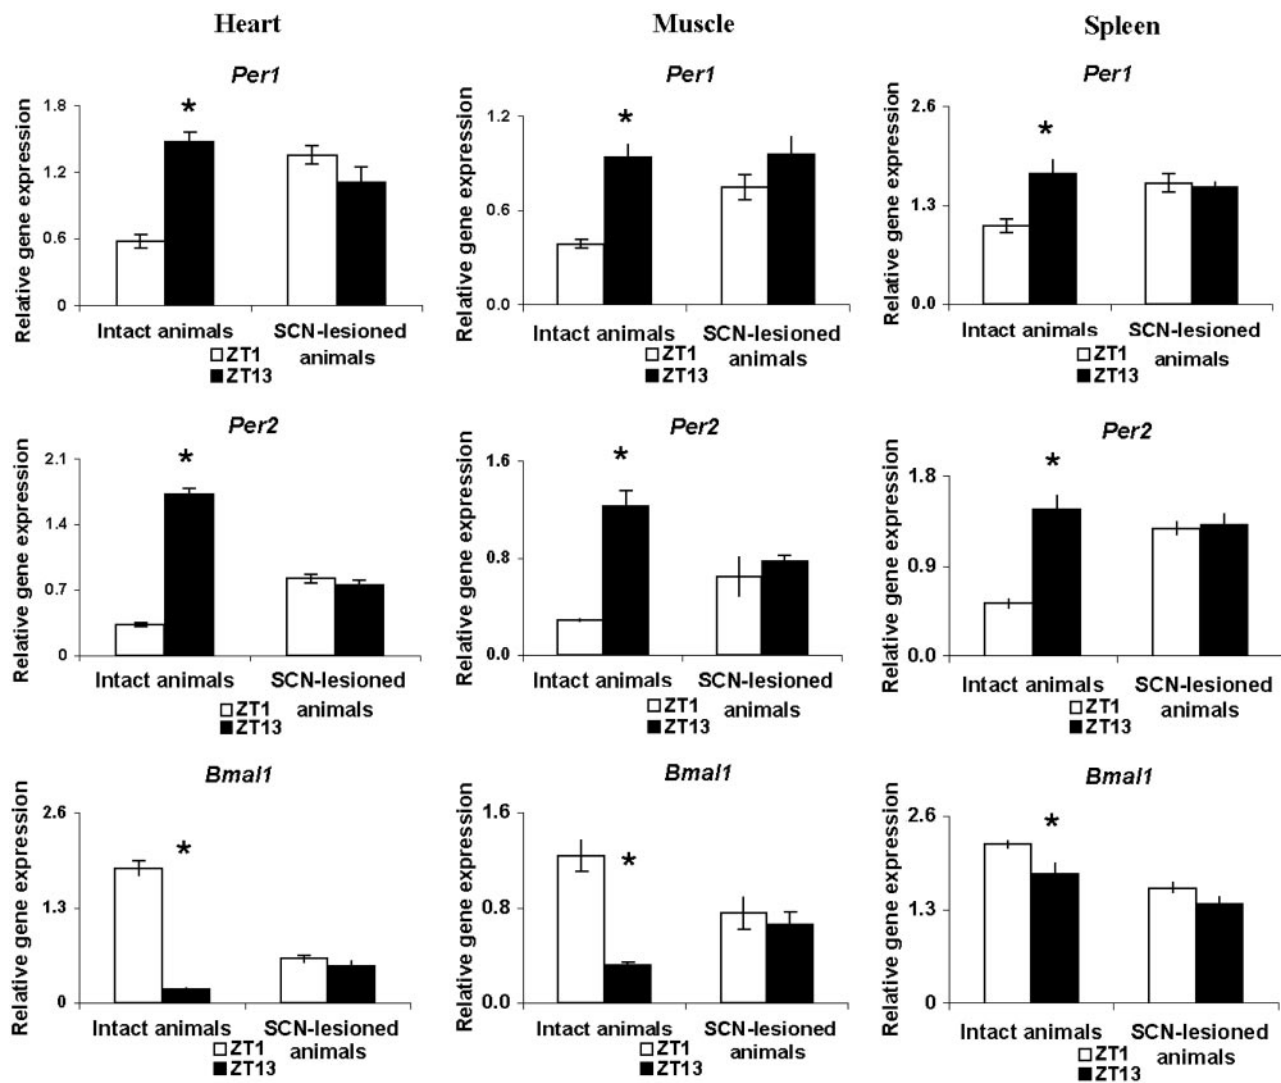 Heart
Muscle
Spleen
Per1
Relative gene expression
1.8
1.2
0.6
0
*
Intact animals
SCN-lesioned
animals
ZT1
ZT13
Per1
Relative gene expression
1.2
0.6
0.0
*
Intact animals
SCN-lesioned
animals
ZT1
ZT13
Per1
Relative gene expression
2.6
1.3
0.0
*
Intact animals
SCN-lesioned
animals
ZT1
ZT13
Per2
Relative gene expression
2.1
1.4
0.7
0
*
Intact animals
SCN-lesioned
animals
ZT1
ZT13
Per2
Relative gene expression
1.6
0.8
0.0
*
Intact animals
SCN-lesioned
animals
ZT1
ZT13
Per2
Relative gene expression
1.8
0.9
0.0
*
Intact animals
SCN-lesioned
animals
ZT1
ZT13
Bmal1
Relative gene expression
2.6
1.3
0
*
Intact animals
SCN-lesioned
animals
ZT1
ZT13
Bmal1
Relative gene expression
1.6
0.8
0.0
*
Intact animals
SCN-lesioned
animals
ZT1
ZT13
Bmal1
Relative gene expression
2.6
1.3
0.0
*
Intact animals
SCN-lesioned
animals
ZT1
ZT13